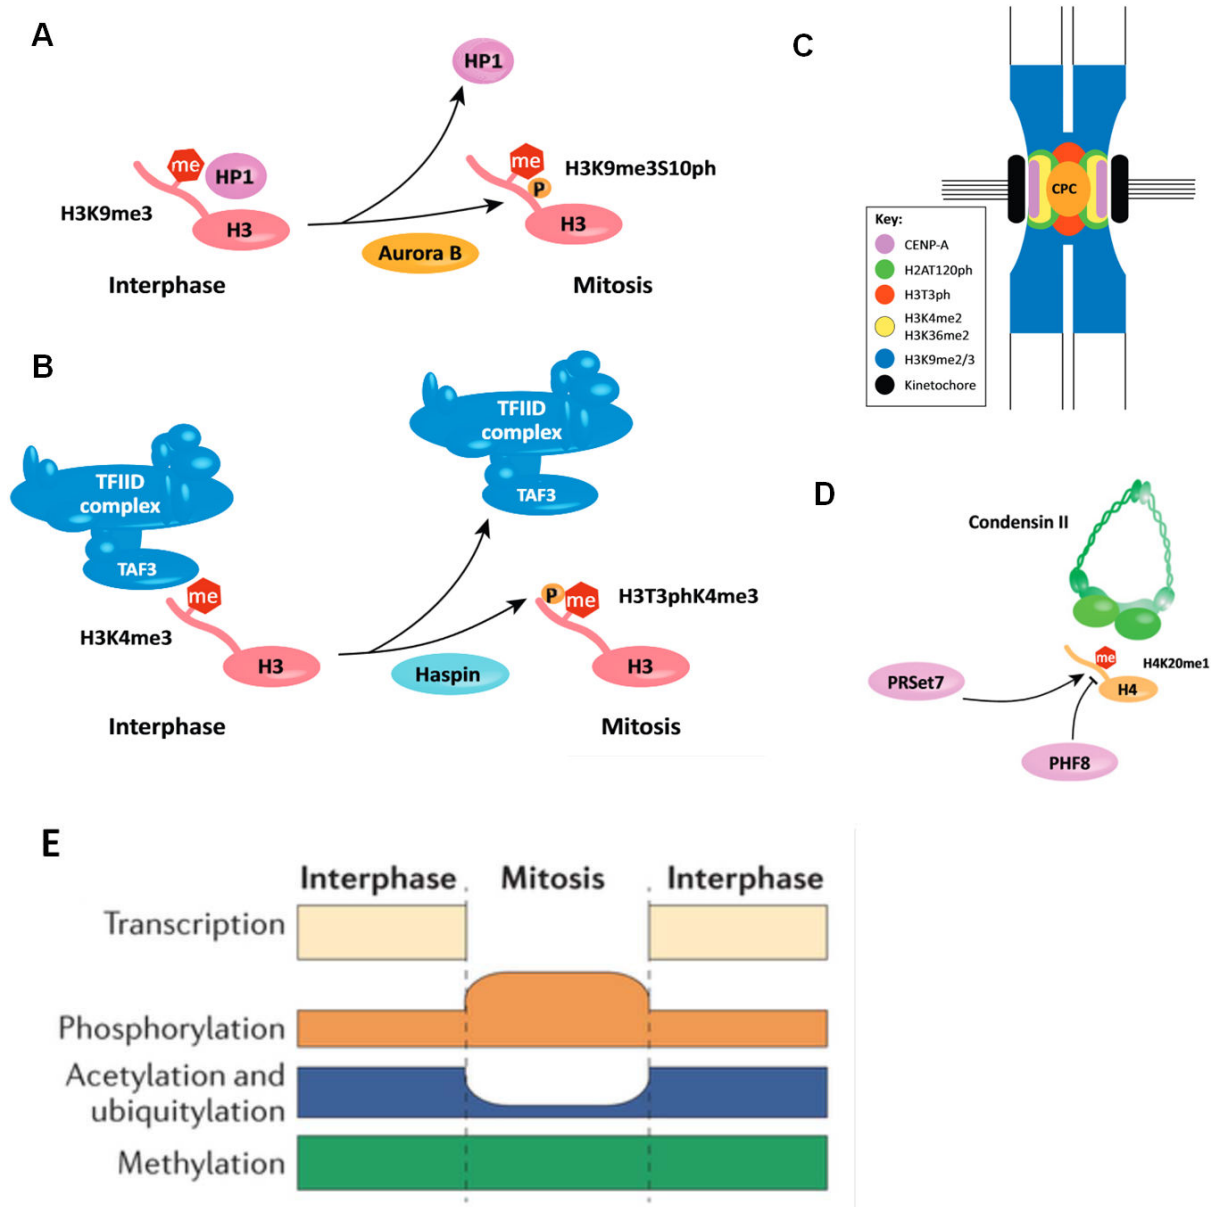 A
HP1
me
HP1
H3K9me3
H3
Aurora B
me
P
H3K9me3S10ph
H3
Interphase
Mitosis
B
TFIID
complex
TAF3
me
H3K4me3
H3
TFIID
complex
TAF3
Haspin
P
me
H3T3phK4me3
H3
Interphase
Mitosis
C
CPC
Key:
CENP-A
H2AT120ph
H3T3ph
H3K4me2
H3K36me2
H3K9me2/3
Kinetochore
D
Condensin II
me
H4K20me1
H4
PRSet7
PHF8
E
Interphase
Mitosis
Interphase
Transcription
Phosphorylation
Acetylation and
ubiquitylation
Methylation